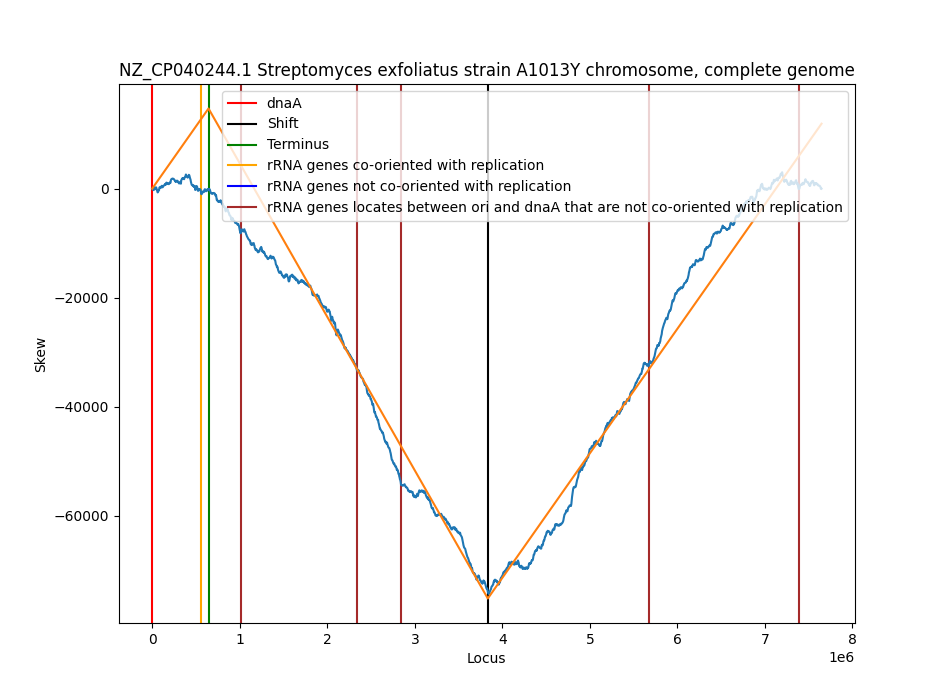 NZ_CP040244.1 Streptomyces exfoliatus strain A1013Y chromosome, complete genome
dnaA
Shift
Terminus
rRNA genes co-oriented with replication
rRNA genes not co-oriented with replication
rRNA genes locates between ori and dnaA that are not co-oriented with replication
0
−20000
−40000
−60000
Skew
0 1 2 3 4 5 6 7 8
1e6
Locus